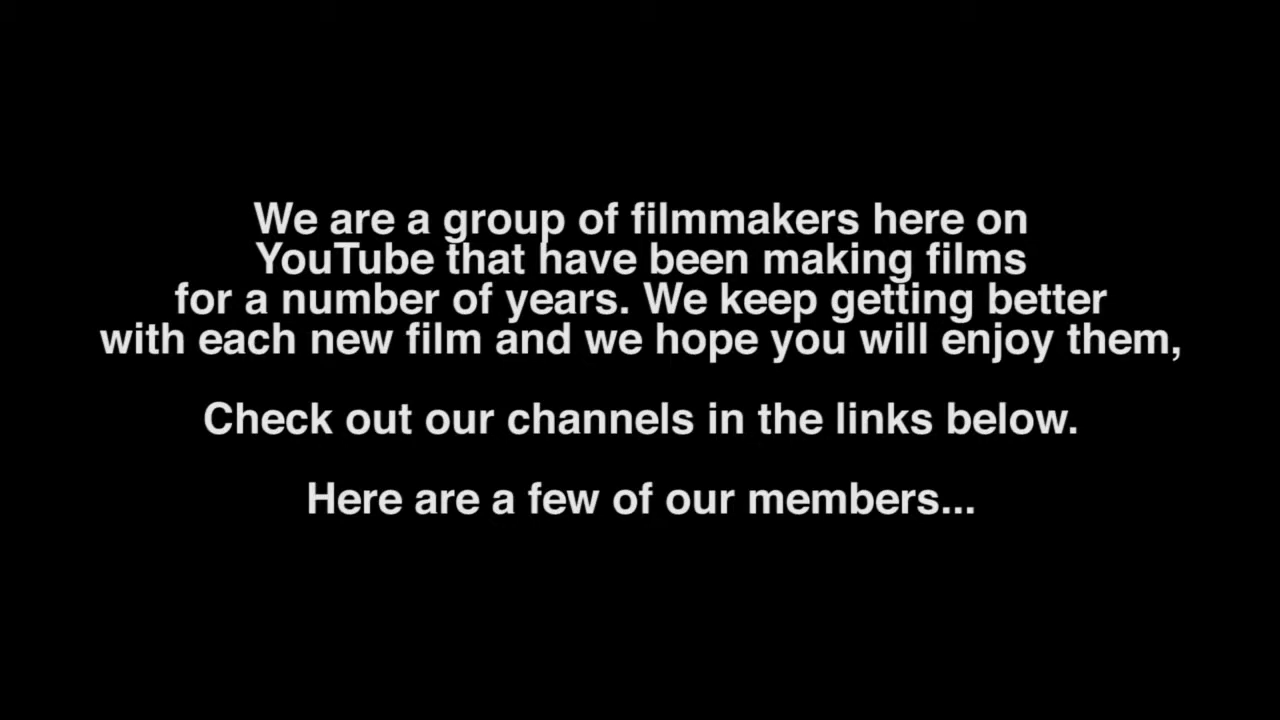 We are a group of filmmakers here on
YouTube that have been making films
for a number of years. We keep getting better
with each new film and we hope you will enjoy them,
Check out our channels in the links below.
Here are a few of our members...